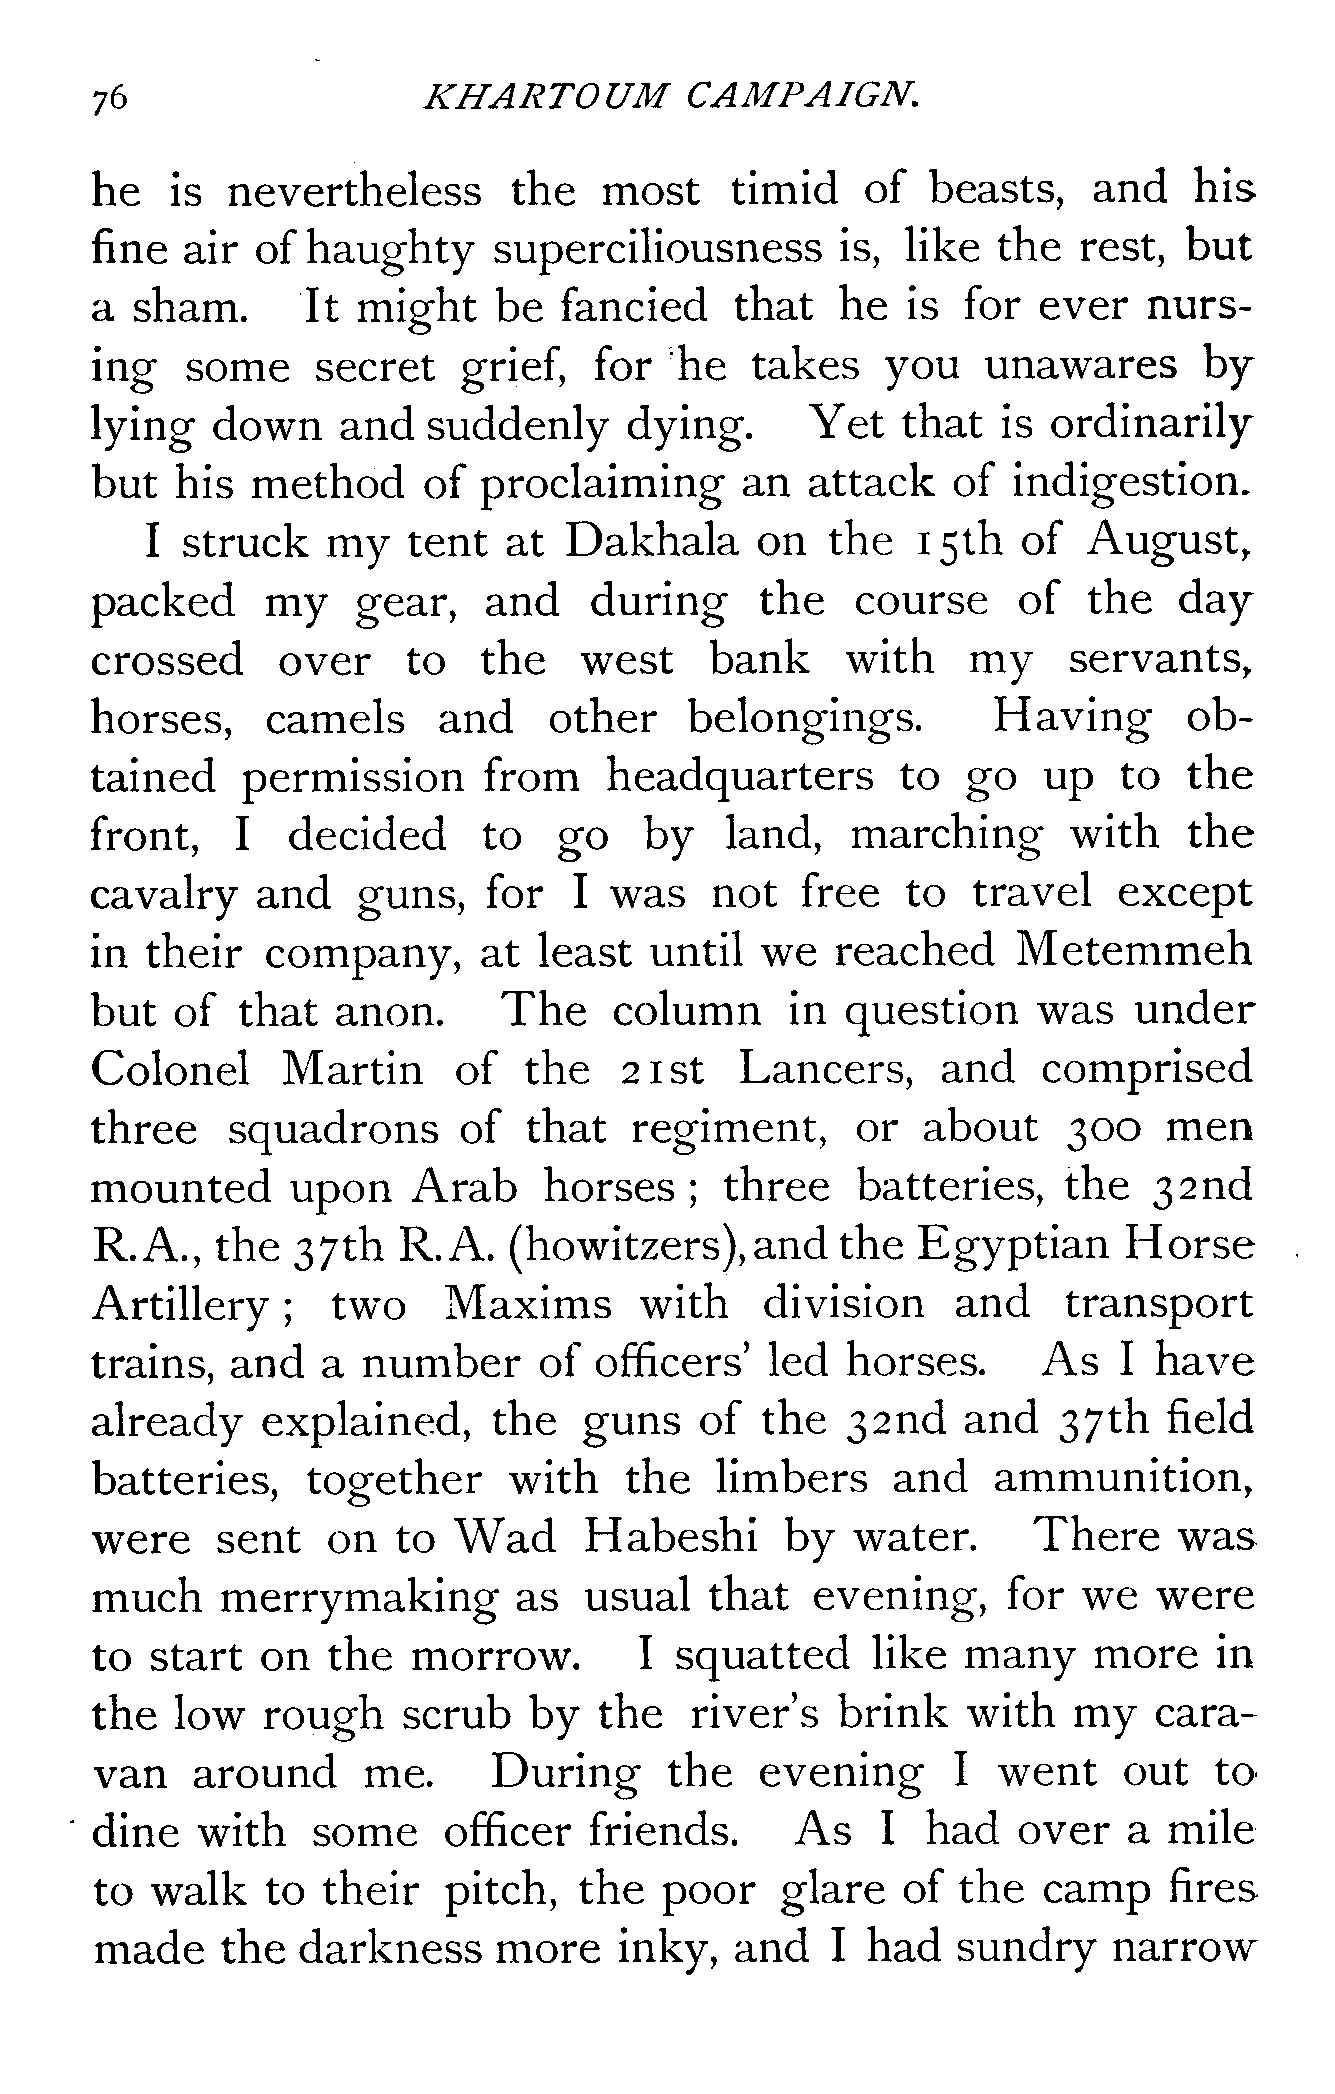 76 KHARTOUM CAMPAIGN.
he is nevertheless the most timid of beasts, and his
fine air of haughty superciliousness is, like the rest, but
a sham. It might be fancied that he is for ever nurs-
ing some secret grief, for he takes you unawares by
lying down and suddenly dying. Yet that is ordinarily
but his method of proclaiming an attack of indigestion.
I struck my tent at Dakhala on the 15th of August,
packed my gear, and during the course of the day
crossed over to the west bank with my servants,
horses, camels and other belongings. Having ob-
tained permission from headquarters to go up to the
front, I decided to go by land, marching with the
cavalry and guns, for I was not free to travel except
in their company, at least until we reached Metemmeh
but of that anon. The column in question was under
Colonel Martin of the 21st Lancers, and comprised
three squadrons of that regiment, or about 300 men
mounted upon Arab horses ; three batteries, the 32nd
R.A., the 37th R.A. (howitzers), and the Egyptian Horse
Artillery ; two Maxims with division and transport
trains, and a number of officers' led horses. As I have
already explained, the guns of the 32nd and 37th field
batteries, together with the limbers and ammunition,
were sent on to Wad Habeshi by water. There was
much merrymaking as usual that evening, for we were
to start on the morrow. I squatted like many more in
the low rough scrub by the river's brink with my cara-
van around me. During the evening I went out to
dine with some officer friends. As I had over a mile
to walk to their pitch, the poor glare of the camp fires
made the darkness more inky, and I had sundry narrow